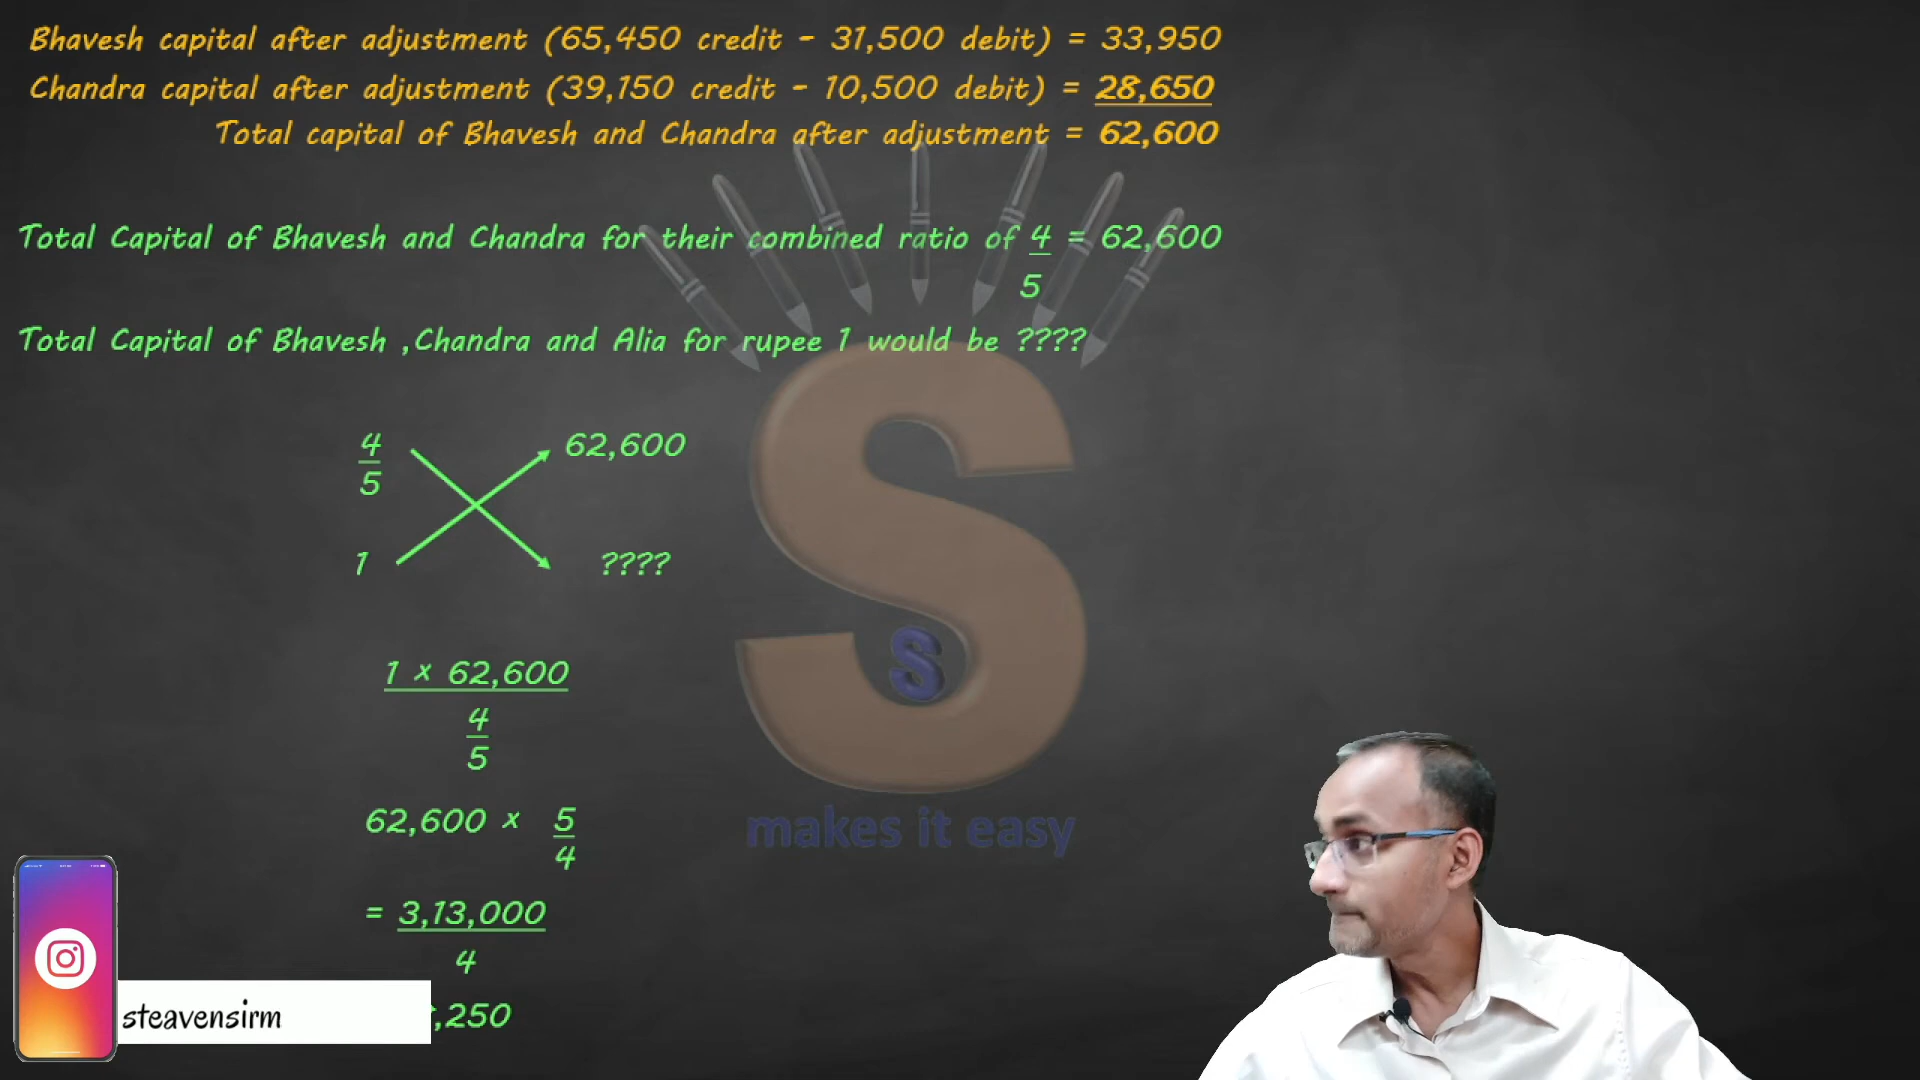 Bhavesh capital after adjustment (65,450 credit - 31,500 debit) = 33,950
Chandra capital after adjustment (39,150 credit - 10,500 debit) = 28,650
Total capital of Bhavesh and Chandra after adjustment = 62,600
Total Capital of Bhavesh and Chandra for their combined ratio of 4 = 62,600
5
Total Capital of Bhavesh ,Chandra and Alia for rupee 1 would be ????
4 62,600
5
1 ????
1 x 62,600
4
5
62,600 x 5
4
= 3,13,000
4
,250
steavensirm
S
s
makes it easy